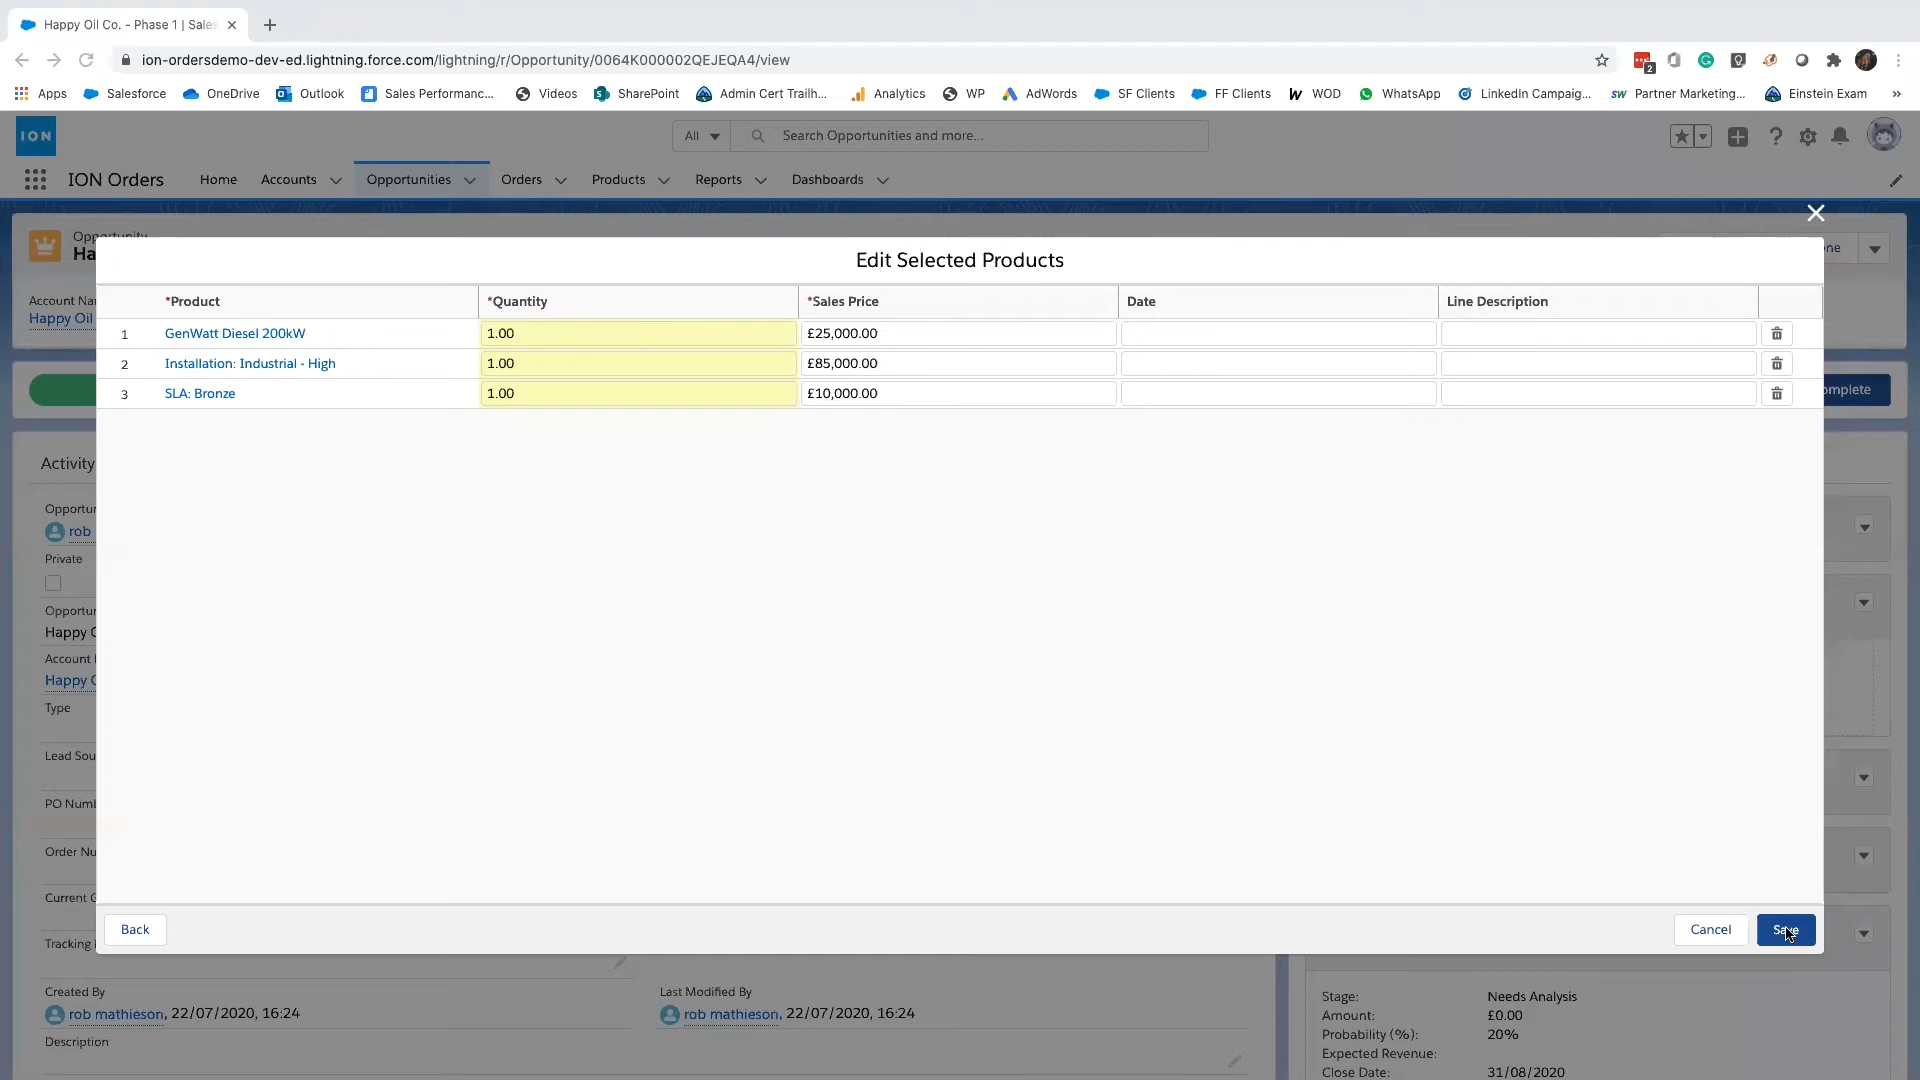 Happy Oil Co. - Phase 1 | Sales
ion-ordersdemo-dev-ed.lightning.force.com/lightning/r/Opportunity/0064K000002QEJEQA4/view
2
Apps Salesforce OneDrive Outlook Sales Performanc... Videos SharePoint Admin Cert Trailh... Analytics WP AdWords SF Clients FF Clients WOD WhatsApp LinkedIn Campaig... Partner Marketing... Einstein Exam »
ION
All Search Opportunities and more...
ION Orders Home Accounts Opportunities Orders Products Reports Dashboards
Opportunity
Edit Selected Products
Account
Happy Oil
*Product *Quantity *Sales Price Date Line Description
1 GenWatt Diesel 200kW 1.00 £25,000.00
2 Installation: Industrial - High 1.00 £85,000.00
3 SLA: Bronze 1.00 £10,000.00
Activity
rob
Private
Happy
Account
Happy
Type
Back Cancel Save
Created By Last Modified By
rob mathieson, 22/07/2020, 16:24 rob mathieson, 22/07/2020, 16:24
Description
Stage: Needs Analysis
Amount: £0.00
Probability (%): 20%
Expected Revenue:
Close Date: 31/08/2020